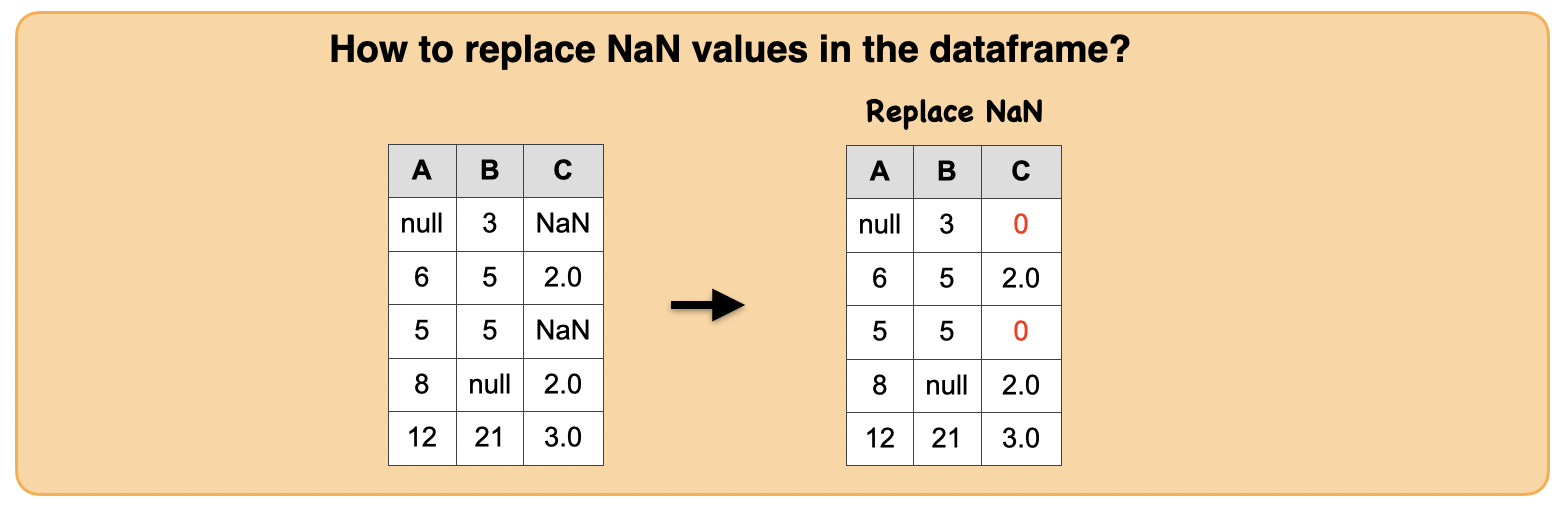 How to replace NaN values in the dataframe?
Replace NaN
A B C
null 3 NaN
6 5 2.0
5 5 NaN
8 null 2.0
12 21 3.0
A B C
null 3 0
6 5 2.0
5 5 0
8 null 2.0
12 21 3.0